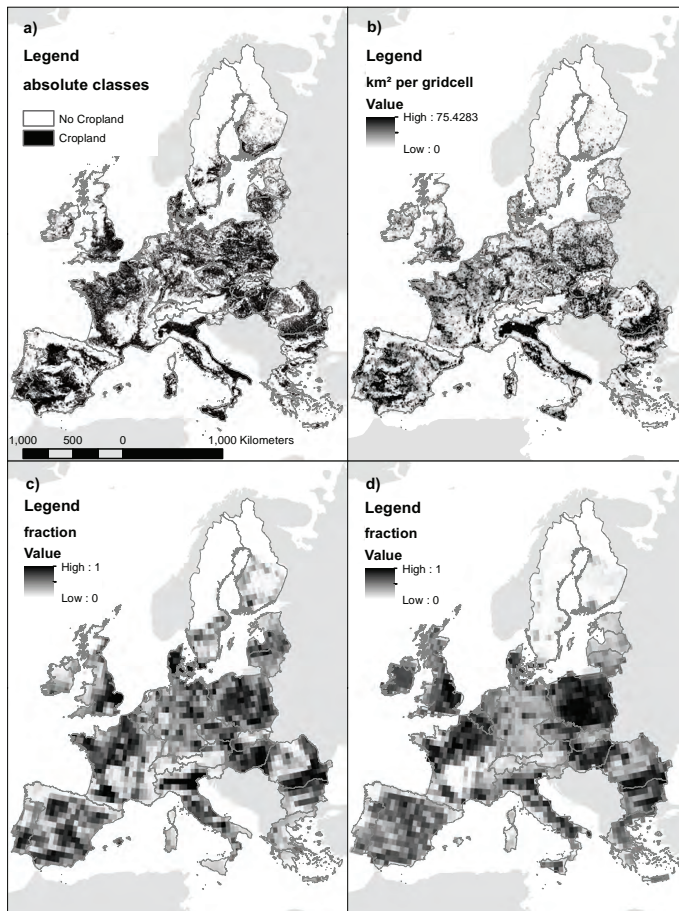 a)
Legend
absolute classes
No Cropland
Cropland
1,000 500 0 1,000 Kilometers
b)
Legend
km² per gridcell
Value
High : 75.4283
Low : 0
c)
Legend
fraction
Value
High : 1
Low : 0
d)
Legend
fraction
Value
High : 1
Low : 0